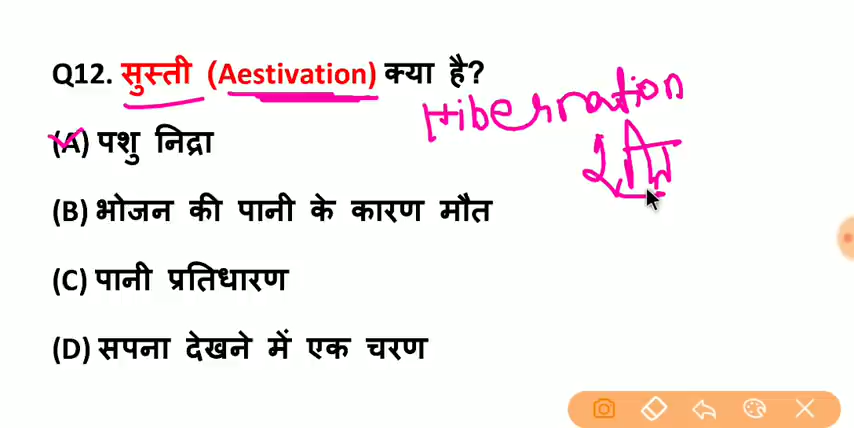 Q12. सुस्ती (Aestivation) क्या है?
Hibernation
(A) पशु निद्रा
शीत
(B) भोजन की पानी के कारण मौत
(C) पानी प्रतिधारण
(D) सपना देखने में एक चरण